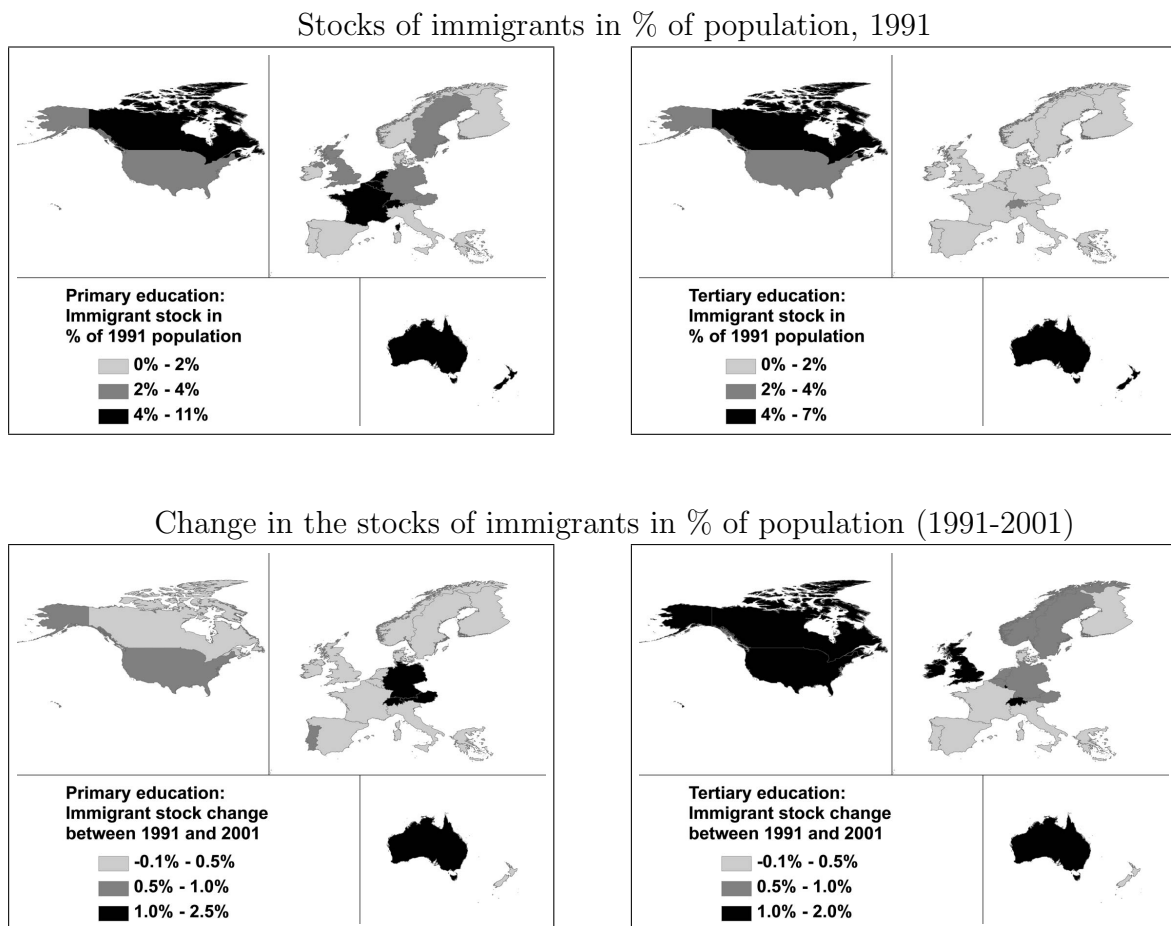 Stocks of immigrants in % of population, 1991
Primary education:
Immigrant stock in
% of 1991 population
0% - 2%
2% - 4%
4% - 11%
Tertiary education:
Immigrant stock in
% of 1991 population
0% - 2%
2% - 4%
4% - 7%
Change in the stocks of immigrants in % of population (1991-2001)
Primary education:
Immigrant stock change
between 1991 and 2001
-0.1% - 0.5%
0.5% - 1.0%
1.0% - 2.5%
Tertiary education:
Immigrant stock change
between 1991 and 2001
-0.1% - 0.5%
0.5% - 1.0%
1.0% - 2.0%